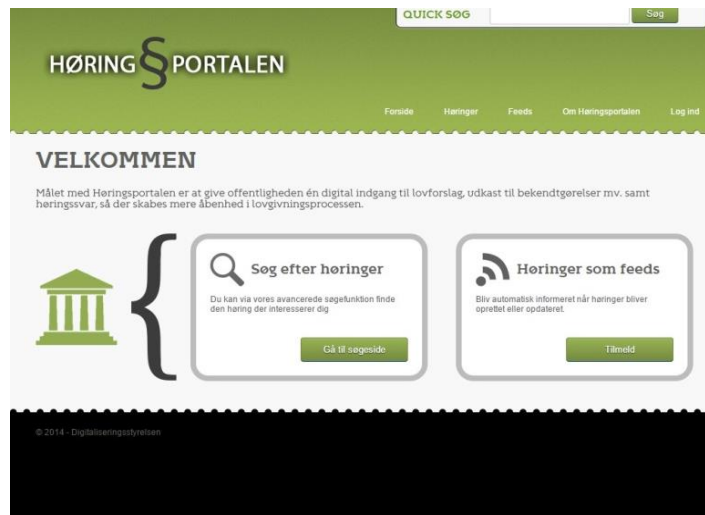 QUICK SØG
Søg
HØRING§PORTALEN
Forside Høringer Feeds Om Høringsportalen Log ind
VELKOMMEN
Målet med Høringsportalen er at give offentligheden én digital indgang til lovforslag, udkast til bekendtgørelser mv. samt
høringssvar, så der skabes mere åbenhed i lovgivningsprocessen.
Søg efter høringer
Du kan via vores avancerede søgefunktion finde
den høring der interesserer dig
Gå til søgeside
Høringer som feeds
Bliv automatisk informeret når høringer bliver
oprettet eller opdateret.
Tilmeld
© 2014 - Digitaliseringsstyrelsen